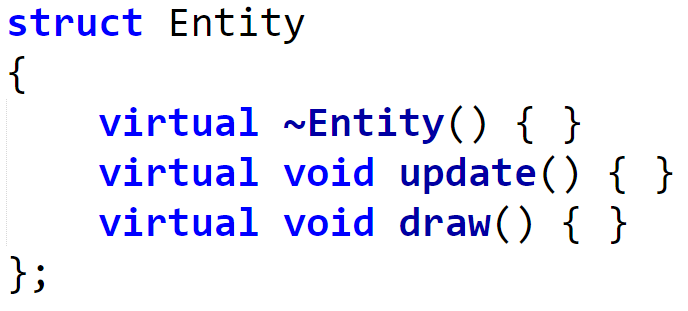 struct Entity
{
    virtual ~Entity() { }
    virtual void update() { }
    virtual void draw() { }
};